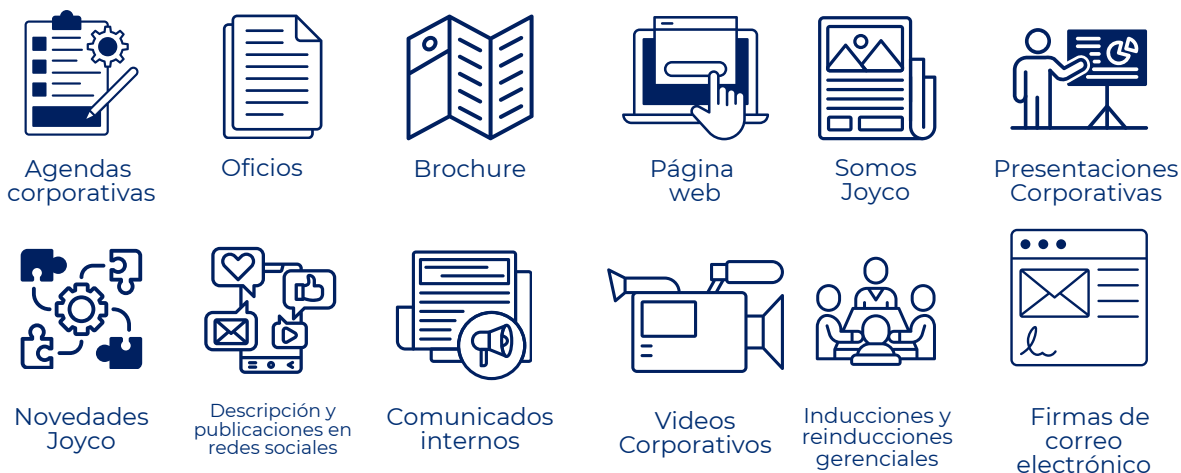 Agendas
corporativas
Oficios
Brochure
Página
web
Somos
Joyco
Presentaciones
Corporativas
Novedades
Joyco
Descripción y
publicaciones en
redes sociales
Comunicados
internos
Videos
Corporativos
Inducciones y
reinducciones
gerenciales
Firmas de
correo
electrónico